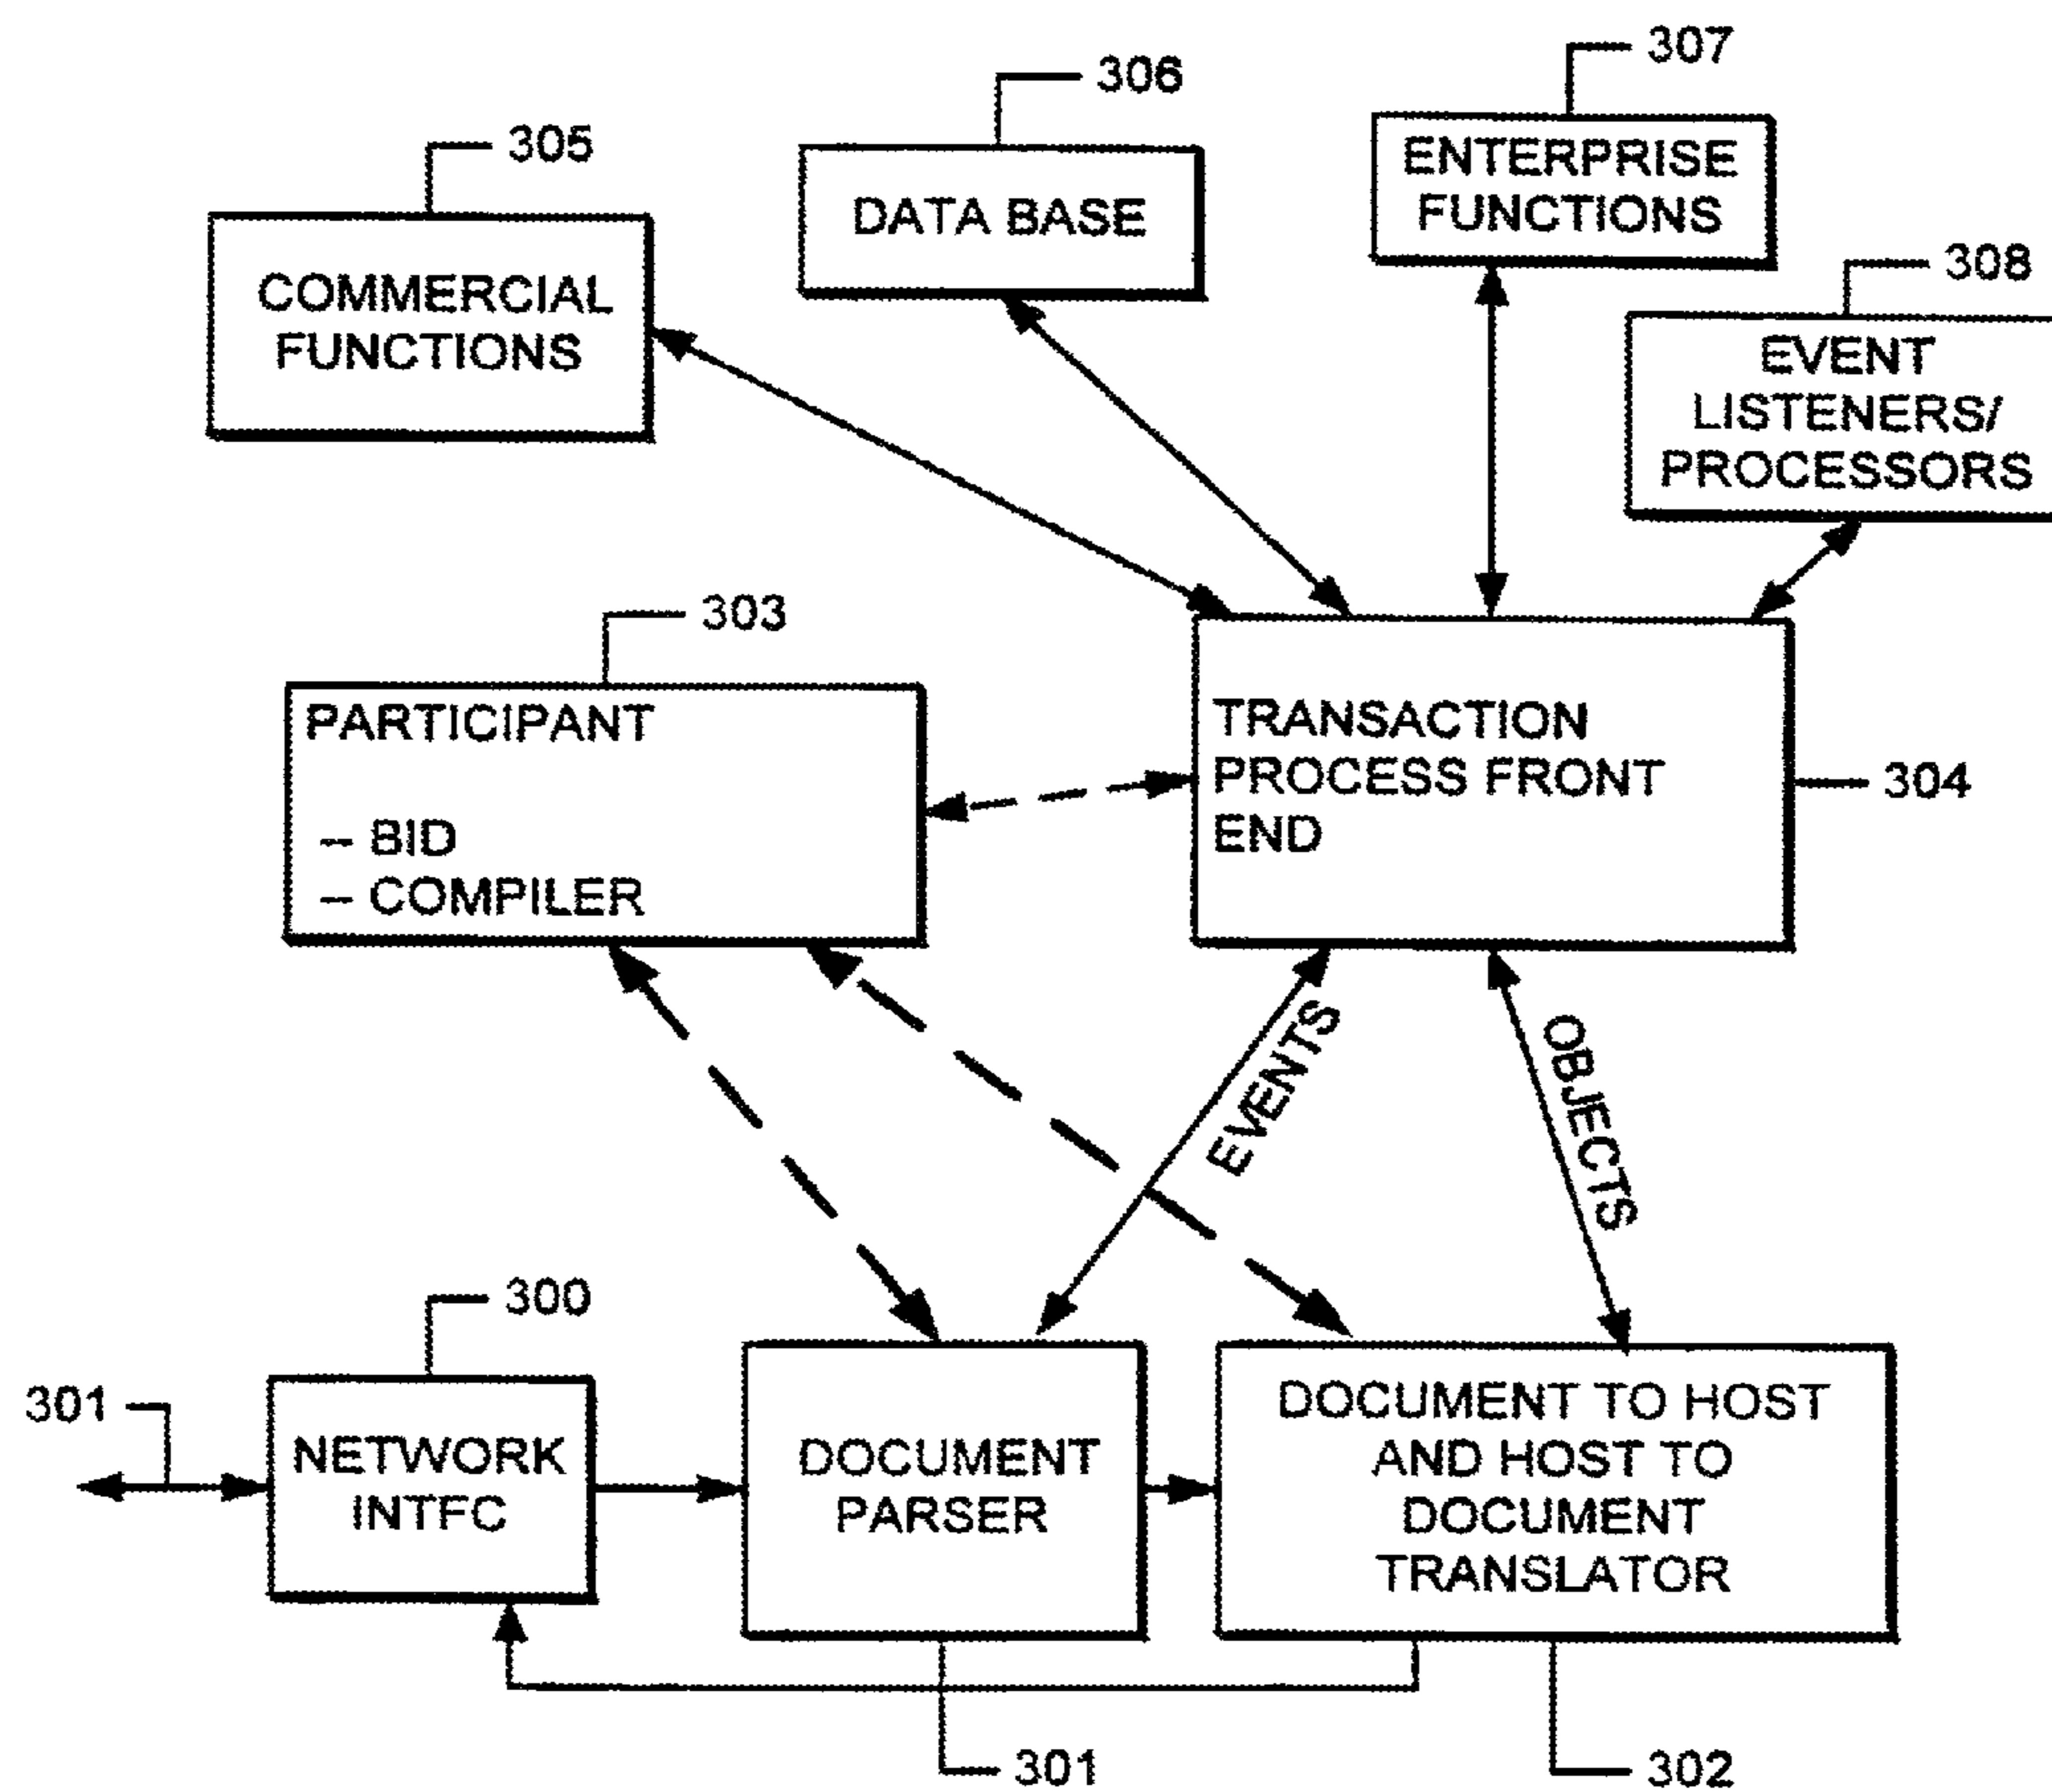 307
306
305
ENTERPRISE
FUNCTIONS
DATA BASE
308
COMMERCIAL
FUNCTIONS
EVENT
LISTENERS/
PROCESSORS
303
PARTICIPANT
-- BID
-- COMPILER
TRANSACTION
PROCESS FRONT
END
304
EVENTS
OBJECTS
300
301
NETWORK
INTFC
DOCUMENT
PARSER
DOCUMENT TO HOST
AND HOST TO
DOCUMENT
TRANSLATOR
301
302